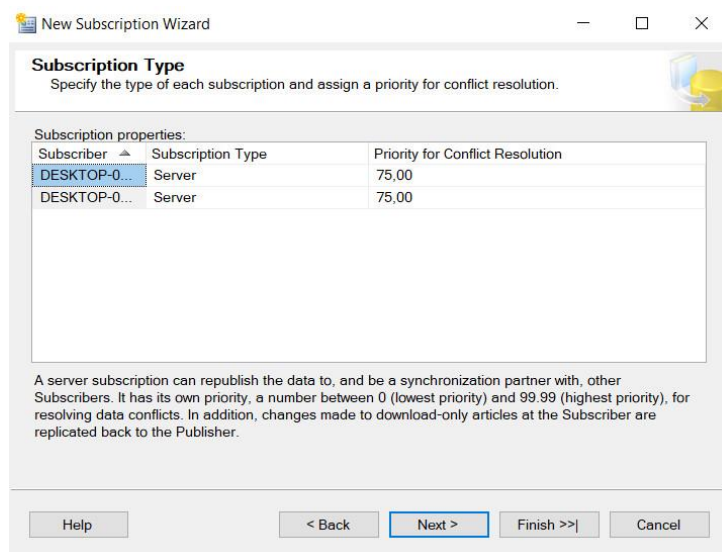 New Subscription Wizard
Subscription Type
Specify the type of each subscription and assign a priority for conflict resolution.
Subscription properties:
Subscriber Subscription Type Priority for Conflict Resolution
DESKTOP-0... Server 75,00
DESKTOP-0... Server 75,00
A server subscription can republish the data to, and be a synchronization partner with, other
Subscribers. It has its own priority, a number between 0 (lowest priority) and 99.99 (highest priority), for
resolving data conflicts. In addition, changes made to download-only articles at the Subscriber are
replicated back to the Publisher.
Help < Back Next > Finish >>| Cancel